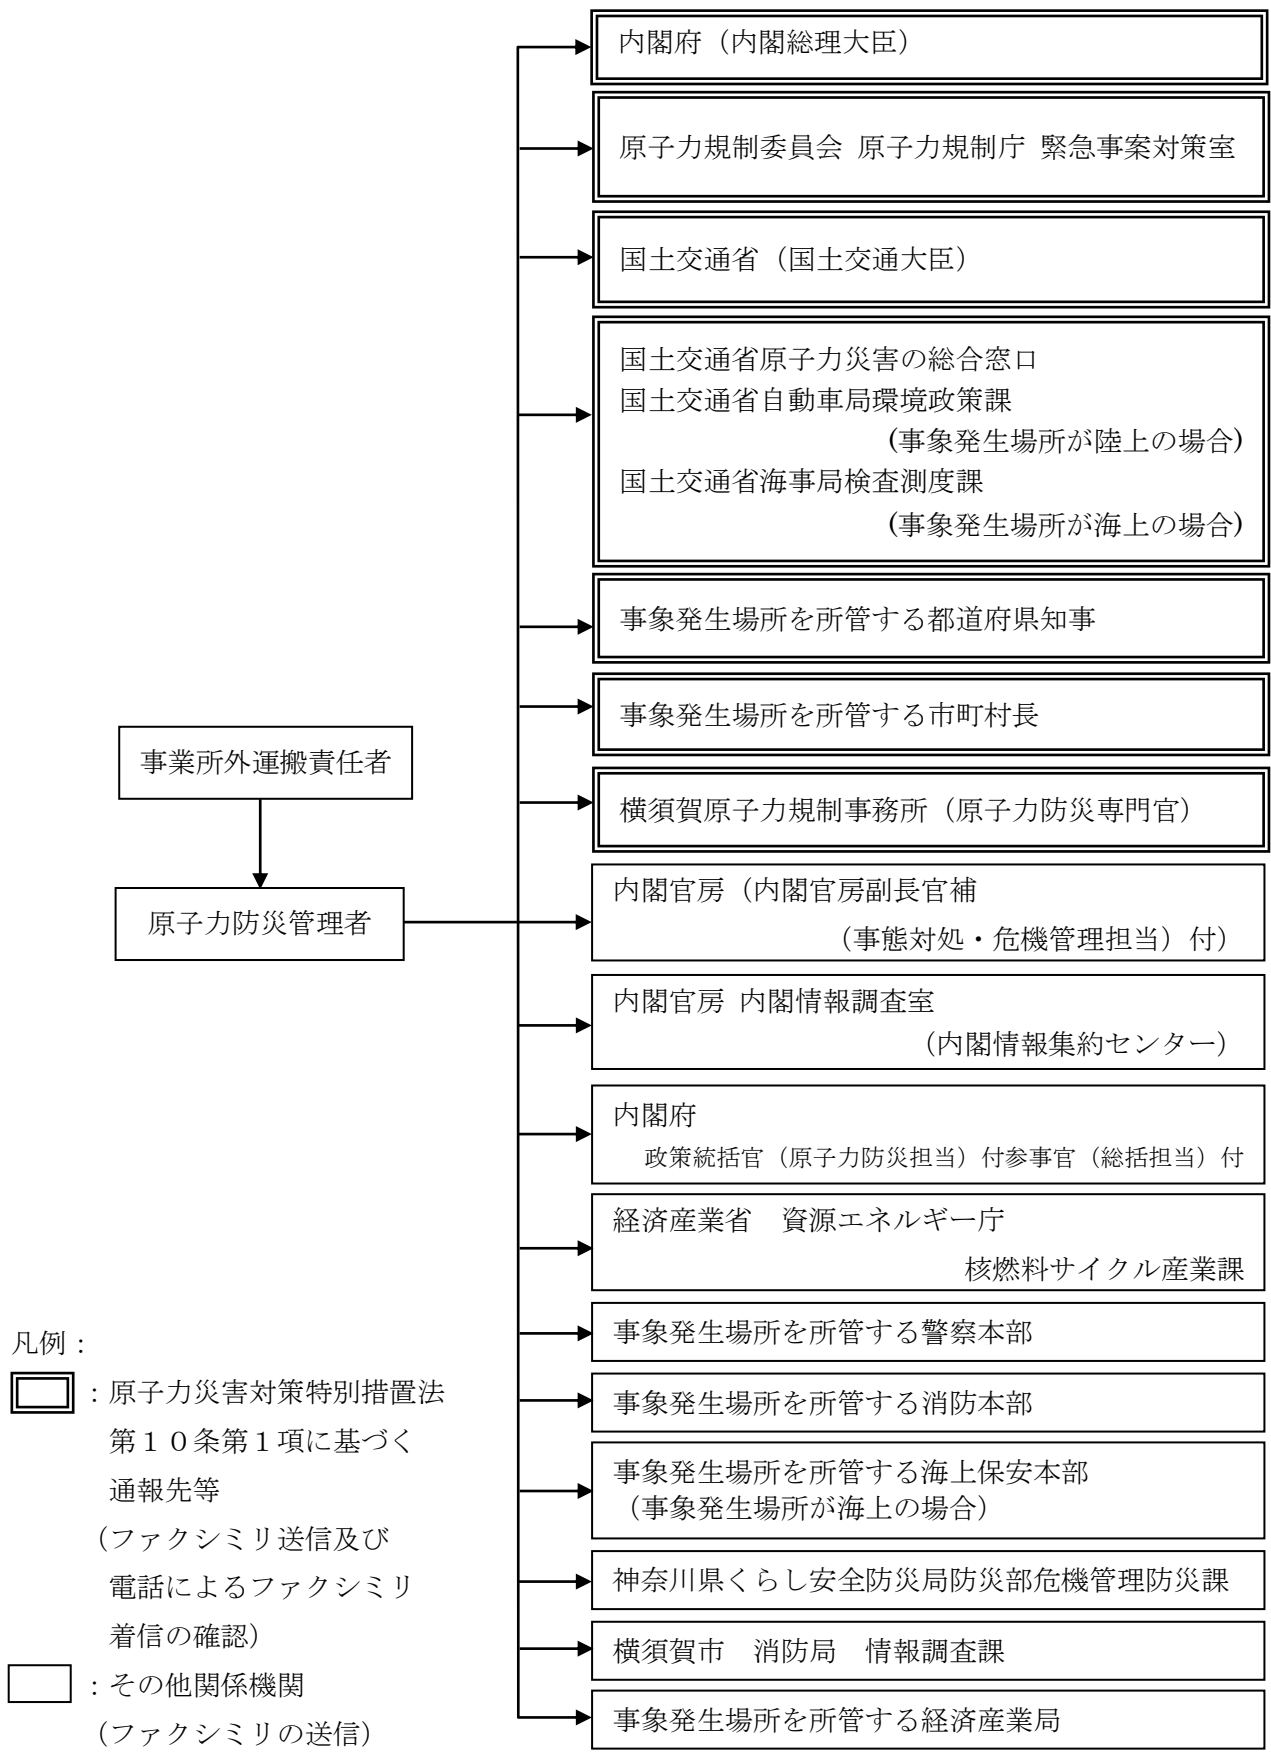 内閣府（内閣総理大臣）
原子力規制委員会 原子力規制庁 緊急事案対策室
国土交通省（国土交通大臣）
国土交通省原子力災害の総合窓口
国土交通省自動車局環境政策課
(事象発生場所が陸上の場合)
国土交通省海事局検査測度課
(事象発生場所が海上の場合)
事象発生場所を所管する都道府県知事
事象発生場所を所管する市町村長
横須賀原子力規制事務所（原子力防災専門官）
事業所外運搬責任者
原子力防災管理者
内閣官房（内閣官房副長官補
（事態対処・危機管理担当）付）
内閣官房 内閣情報調査室
（内閣情報集約センター）
内閣府
政策統括官（原子力防災担当）付参事官（総括担当）付
経済産業省　資源エネルギー庁
核燃料サイクル産業課
事象発生場所を所管する警察本部
事象発生場所を所管する消防本部
事象発生場所を所管する海上保安本部
（事象発生場所が海上の場合）
神奈川県くらし安全防災局防災部危機管理防災課
横須賀市　消防局　情報調査課
事象発生場所を所管する経済産業局
凡例：
：原子力災害対策特別措置法
第１０条第１項に基づく
通報先等
（ファクシミリ送信及び
電話によるファクシミリ
着信の確認）
：その他関係機関
（ファクシミリの送信）